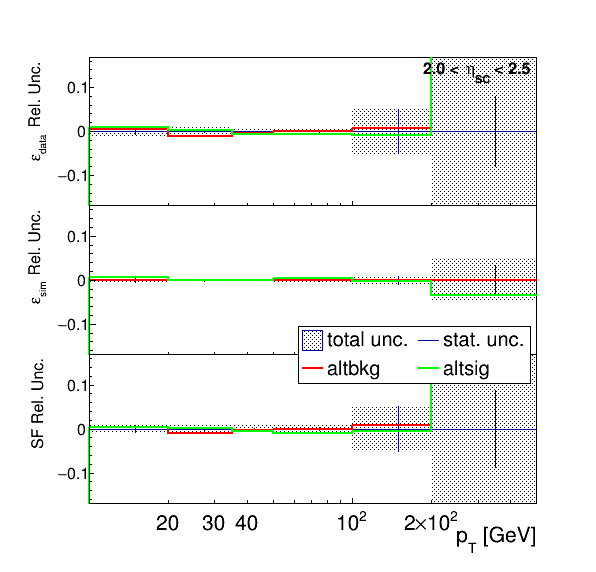 2.0 < η_SC < 2.5
ε_data Rel. Unc.
0.1
0
−0.1
ε_sim Rel. Unc.
0.1
0
−0.1
total unc. stat. unc.
altbkg altsig
SF Rel. Unc.
0.1
0
−0.1
20 30 40 10² 2×10²
p_T [GeV]